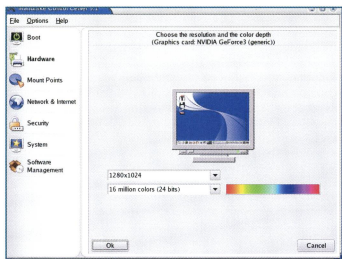 File Options Help
Choose the resolution and the color depth
(Graphics card: NVIDIA GeForce3 (generic))
Boot
Hardware
Mount Points
Network & Internet
Security
System
Software
Management
1280x1024
16 million colors (24 bits)
Ok
Cancel